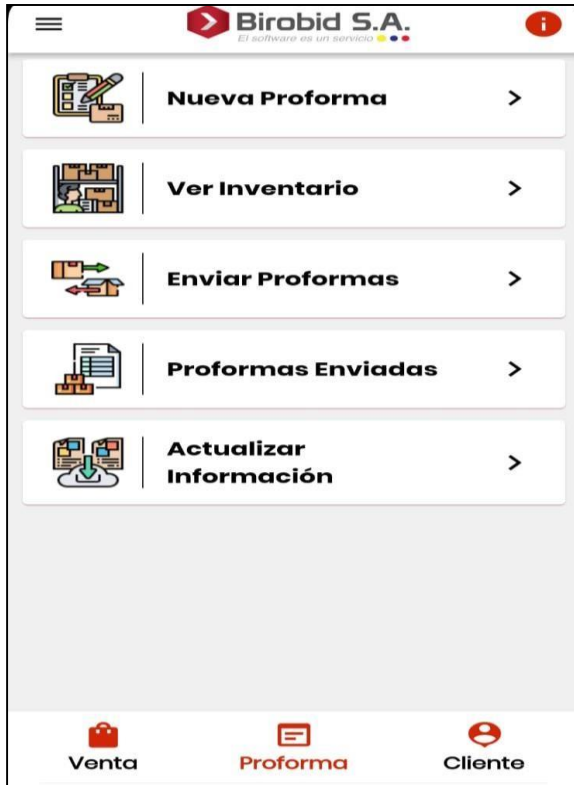 Birobid S.A.
El software es un servicio
Nueva Proforma
Ver Inventario
Enviar Proformas
Proformas Enviadas
Actualizar
Información
Venta
Proforma
Cliente